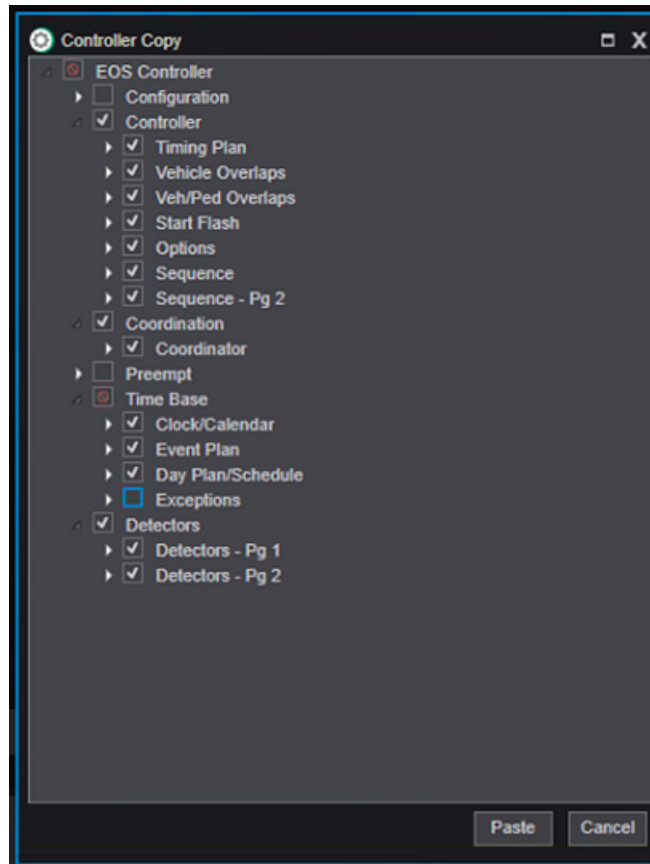 Controller Copy
X
EOS Controller
Configuration
Controller
Timing Plan
Vehicle Overlaps
Veh/Ped Overlaps
Start Flash
Options
Sequence
Sequence - Pg 2
Coordination
Coordinator
Preempt
Time Base
Clock/Calendar
Event Plan
Day Plan/Schedule
Exceptions
Detectors
Detectors - Pg 1
Detectors - Pg 2
Paste Cancel